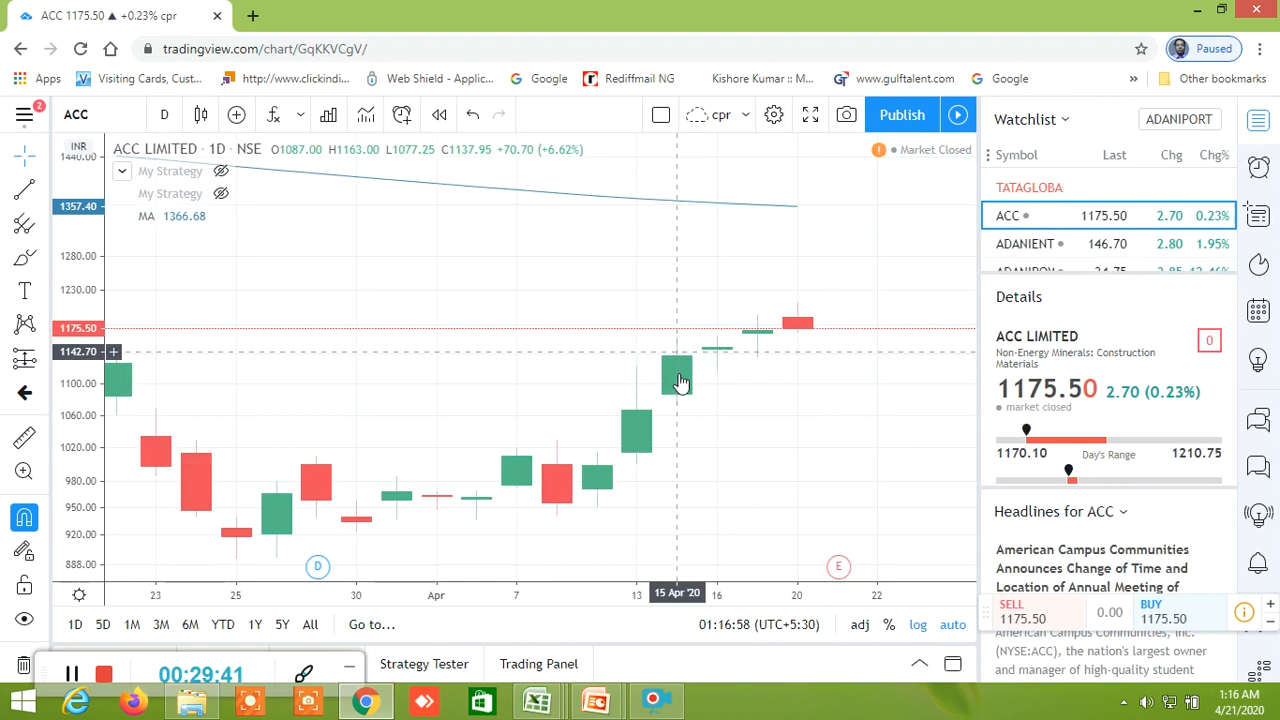 ACC 1175.50 ▲ +0.23% cpr
tradingview.com/chart/GqKKVCgV/
Paused
Apps
Visiting Cards, Cust...
http://www.clickindi...
Web Shield - Applic...
Google
Rediffmail NG
Kishore Kumar :: M...
www.gulftalent.com
Google
»
Other bookmarks
2
ACC
D
cpr
Publish
Watchlist
ADANIPORT
INR
ACC LIMITED · 1D · NSE O1087.00 H1163.00 L1077.25 C1137.95 +70.70 (+6.62%)
Market Closed
My Strategy
My Strategy
MA 1366.68
Symbol Last Chg Chg%
TATAGLOBA
ACC 1175.50 2.70 0.23%
ADANIENT 146.70 2.80 1.95%
1440.00
1357.40
1280.00
1230.00
1175.50
1142.70
1100.00
1060.00
1020.00
980.00
950.00
920.00
888.00
Details
ACC LIMITED
0
Non-Energy Minerals: Construction
Materials
1175.50 2.70 (0.23%)
market closed
1170.10 Day's Range 1210.75
Headlines for ACC
American Campus Communities
Announces Change of Time and
Location of Annual Meeting of
SELL
1175.50
0.00
BUY
1175.50
American Campus Communities, Inc.
(NYSE:ACC), the nation's largest owner
and manager of high-quality student
D
E
23 25 30 Apr 7 13 15 Apr '20 16 20 22
1D 5D 1M 3M 6M YTD 1Y 5Y All Go to...
01:16:58 (UTC+5:30) adj % log auto
00:29:41
Strategy Tester
Trading Panel
1:16 AM
4/21/2020